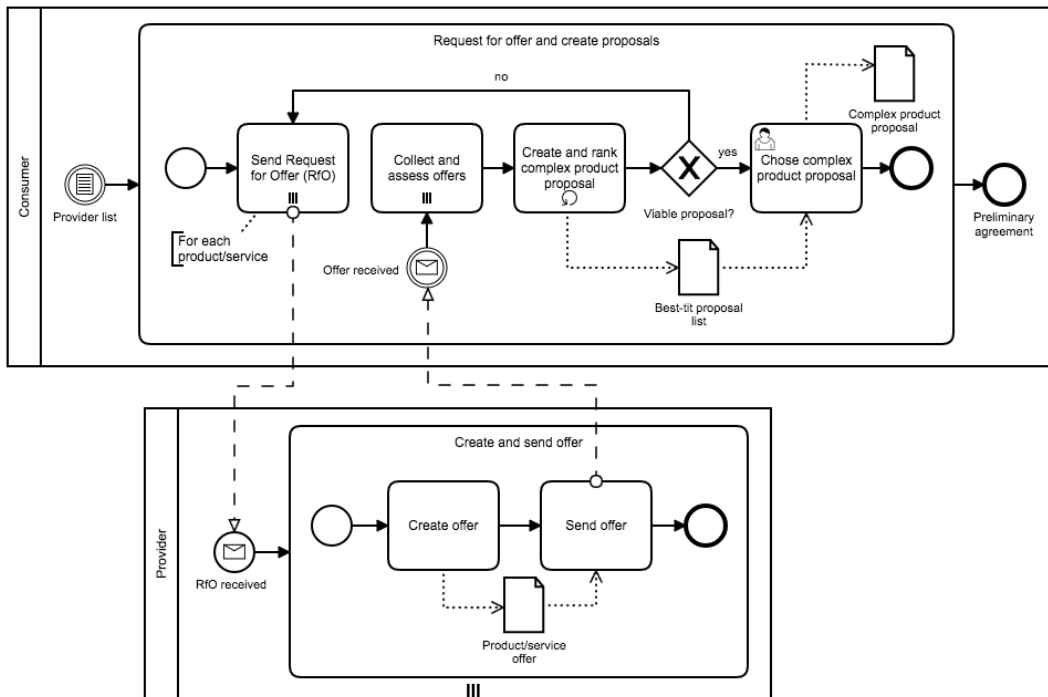 Request for offer and create proposals
no
Complex product
proposal
Send Request
for Offer (RfO)
Collect and
assess offers
Create and rank
complex product
proposal
X
yes
Chose complex
product proposal
Consumer
Provider list
Viable proposal?
Preliminary
agreement
For each
product/service
Offer received
Best-tit proposal
list
Create and send offer
Provider
Create offer
Send offer
RfO received
Product/service
offer